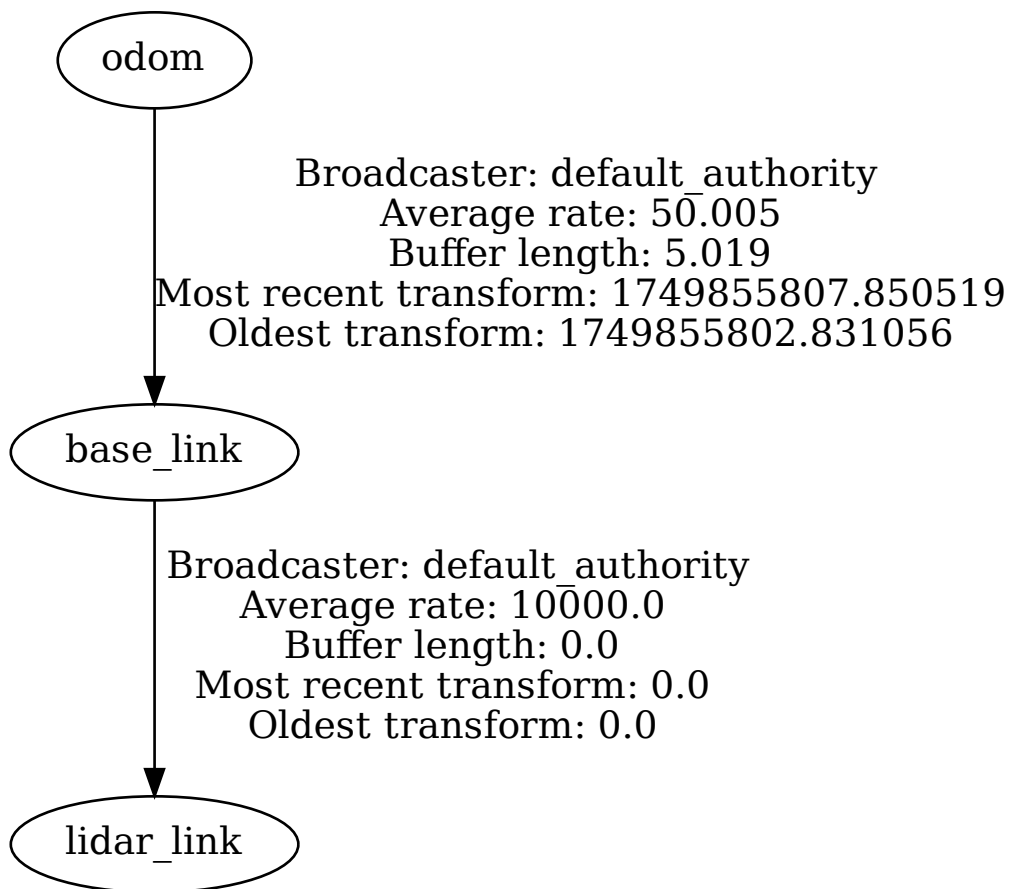 odom
Broadcaster: default_authority
Average rate: 50.005
Buffer length: 5.019
Most recent transform: 1749855807.850519
Oldest transform: 1749855802.831056
base_link
Broadcaster: default_authority
Average rate: 10000.0
Buffer length: 0.0
Most recent transform: 0.0
Oldest transform: 0.0
lidar_link